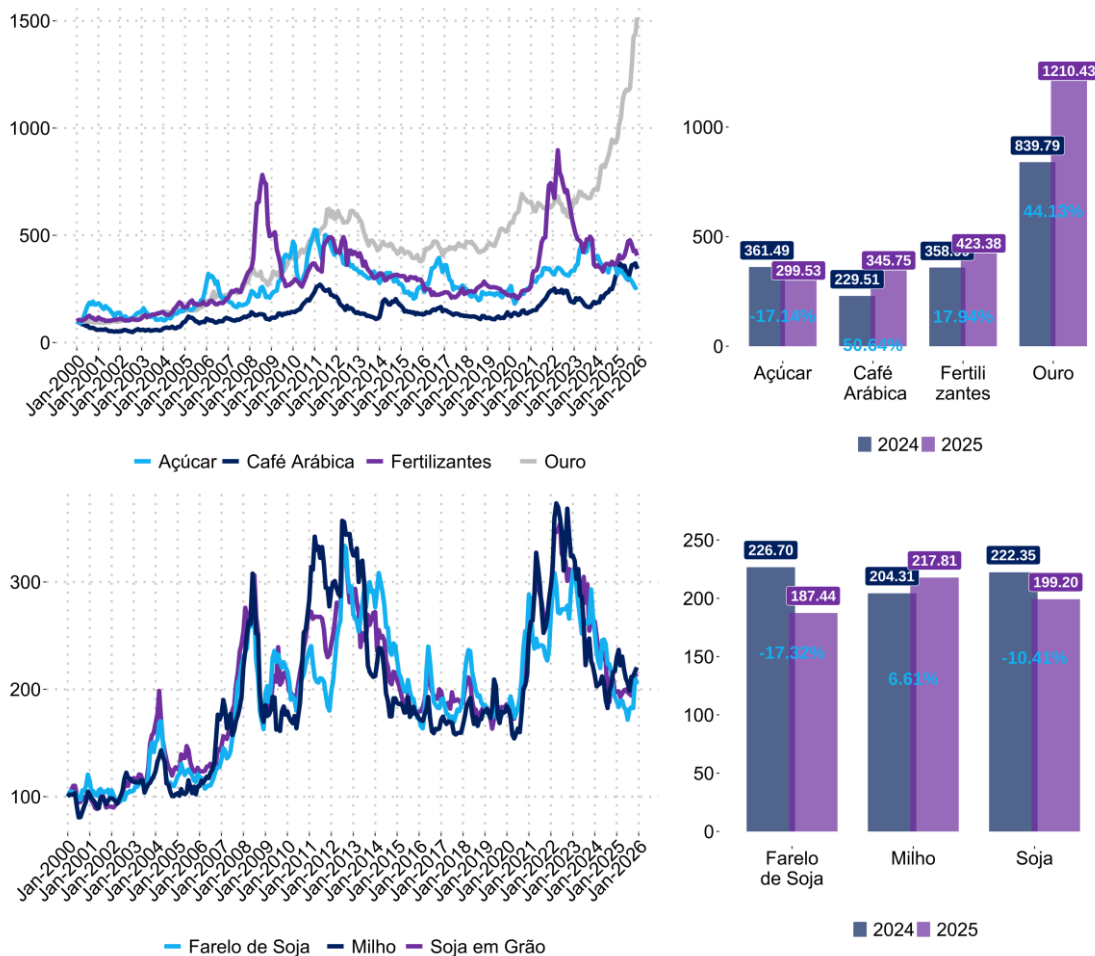 1500
1000
500
0
Jan-2000
Jan-2001
Jan-2002
Jan-2003
Jan-2004
Jan-2005
Jan-2006
Jan-2007
Jan-2008
Jan-2009
Jan-2010
Jan-2011
Jan-2012
Jan-2013
Jan-2014
Jan-2015
Jan-2016
Jan-2017
Jan-2018
Jan-2019
Jan-2020
Jan-2021
Jan-2022
Jan-2023
Jan-2024
Jan-2025
Jan-2026
Açúcar Café Arábica Fertilizantes Ouro
1000
500
0
1210.43
839.79
44.13%
361.49
299.53
-17.14%
229.51
345.75
50.64%
423.38
17.94%
Açúcar
Café
Arábica
Fertili
zantes
Ouro
2024 2025
300
200
100
Jan-2000
Jan-2001
Jan-2002
Jan-2003
Jan-2004
Jan-2005
Jan-2006
Jan-2007
Jan-2008
Jan-2009
Jan-2010
Jan-2011
Jan-2012
Jan-2013
Jan-2014
Jan-2015
Jan-2016
Jan-2017
Jan-2018
Jan-2019
Jan-2020
Jan-2021
Jan-2022
Jan-2023
Jan-2024
Jan-2025
Jan-2026
Farelo de Soja Milho Soja em Grão
250
200
150
100
50
0
226.70
187.44
-17.32%
204.31
217.81
6.61%
222.35
199.20
-10.41%
Farelo
de Soja
Milho
Soja
2024 2025